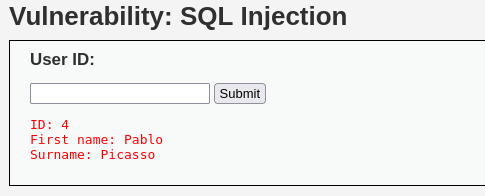 Vulnerability: SQL Injection
User ID:
Submit
ID: 4
First name: Pablo
Surname: Picasso